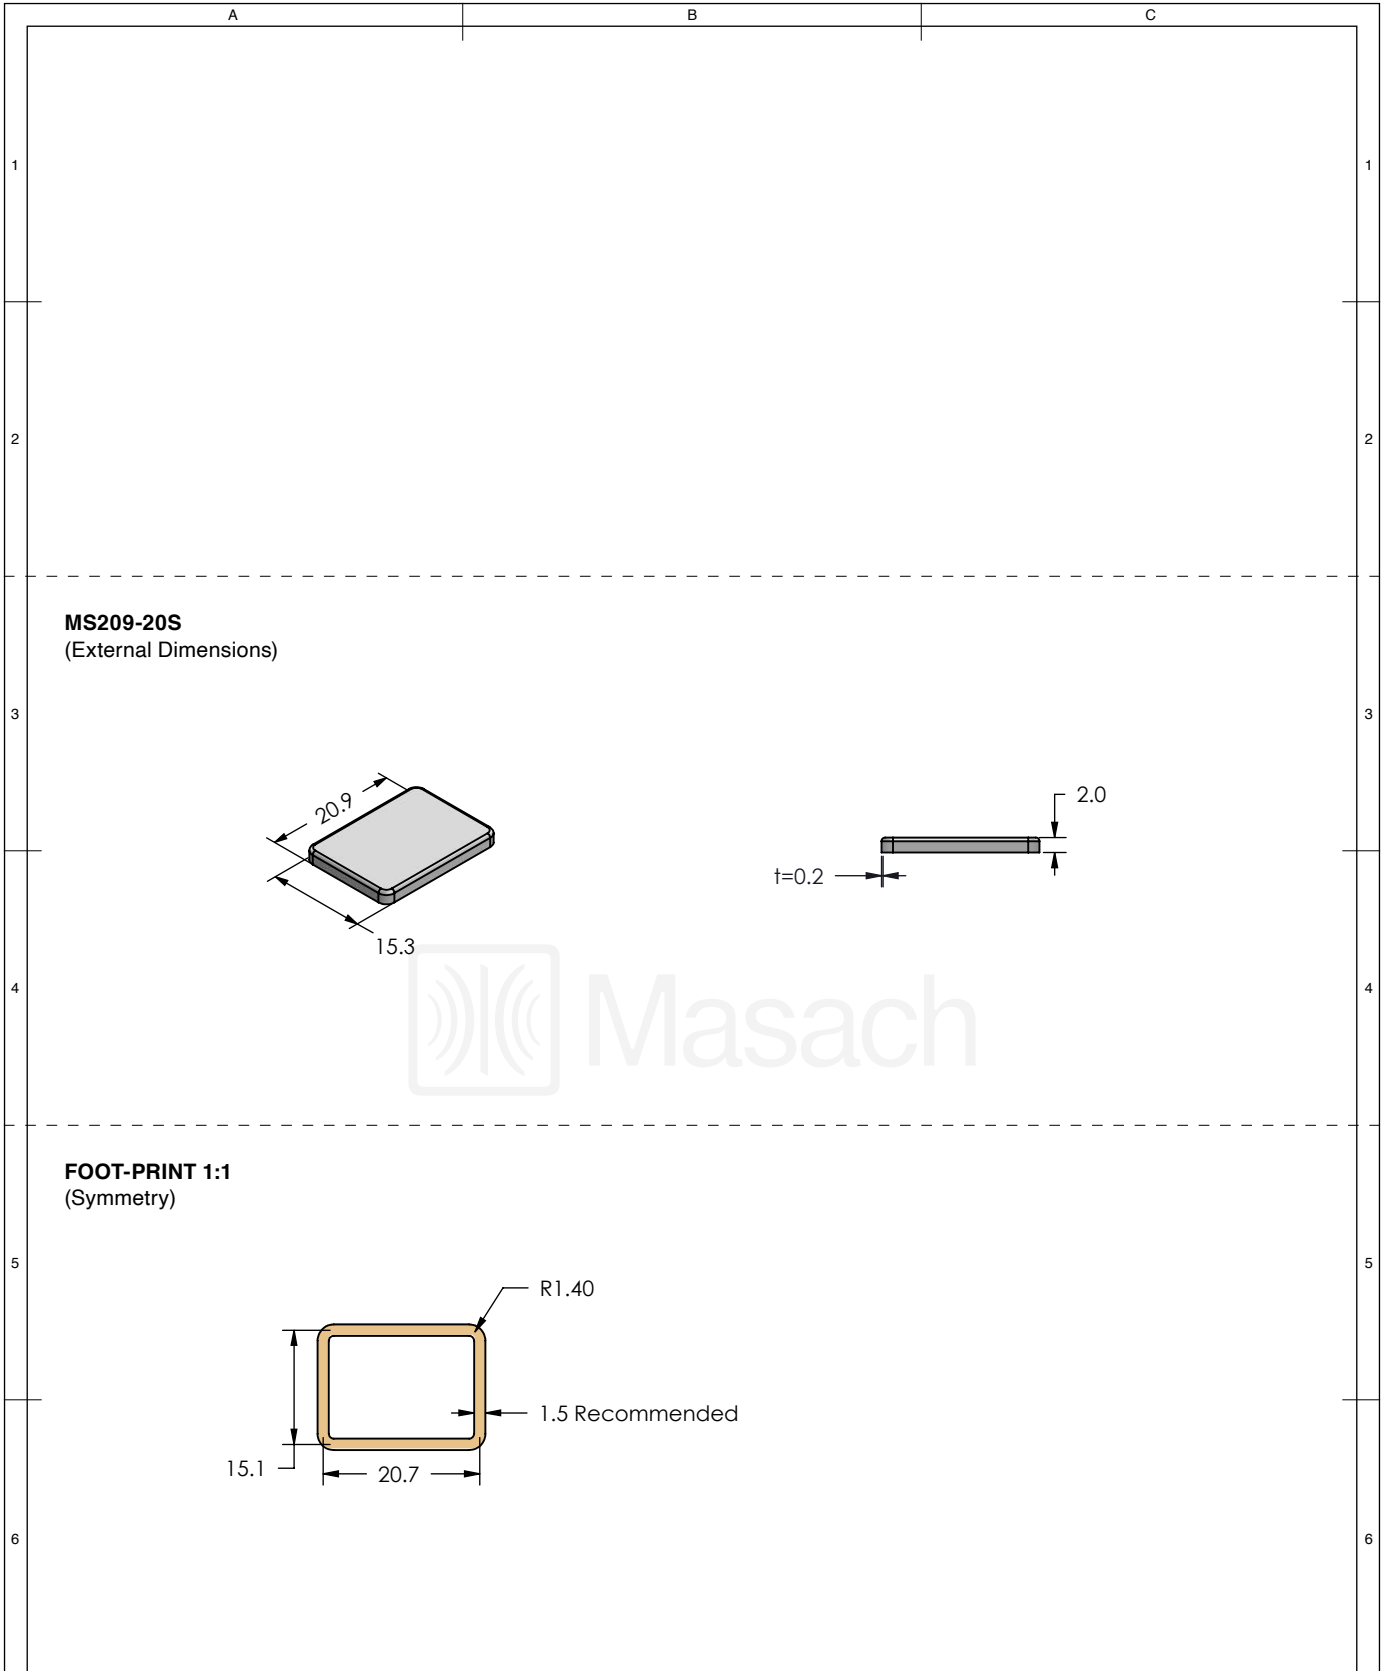 A
B
C
1
1
2
2
MS209-20S
(External Dimensions)
3
3
20.9
2.0
t=0.2
15.3
Masach
4
4
FOOT-PRINT 1:1
(Symmetry)
5
5
R1.40
1.5 Recommended
15.1
20.7
6
6